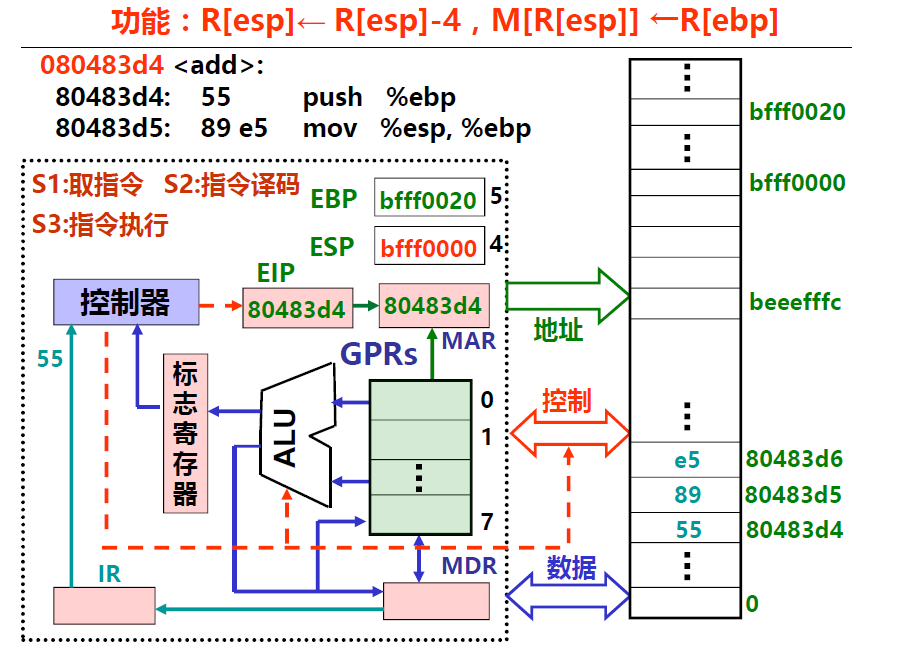 功能：R[esp]← R[esp]-4，M[R[esp]] ←R[ebp]
080483d4 <add>:
80483d4: 55 push %ebp
80483d5: 89 e5 mov %esp, %ebp
S1:取指令 S2:指令译码
S3:指令执行
EBP bfff0020 5
ESP bfff0000 4
EIP
控制器
80483d4
80483d4
MAR
55
标志寄存器
ALU
GPRs
0
1
⋮
7
MDR
IR
地址
控制
数据
⋮
bfff0020
⋮
bfff0000
beeefffc
⋮
e5 80483d6
89 80483d5
55 80483d4
⋮
0